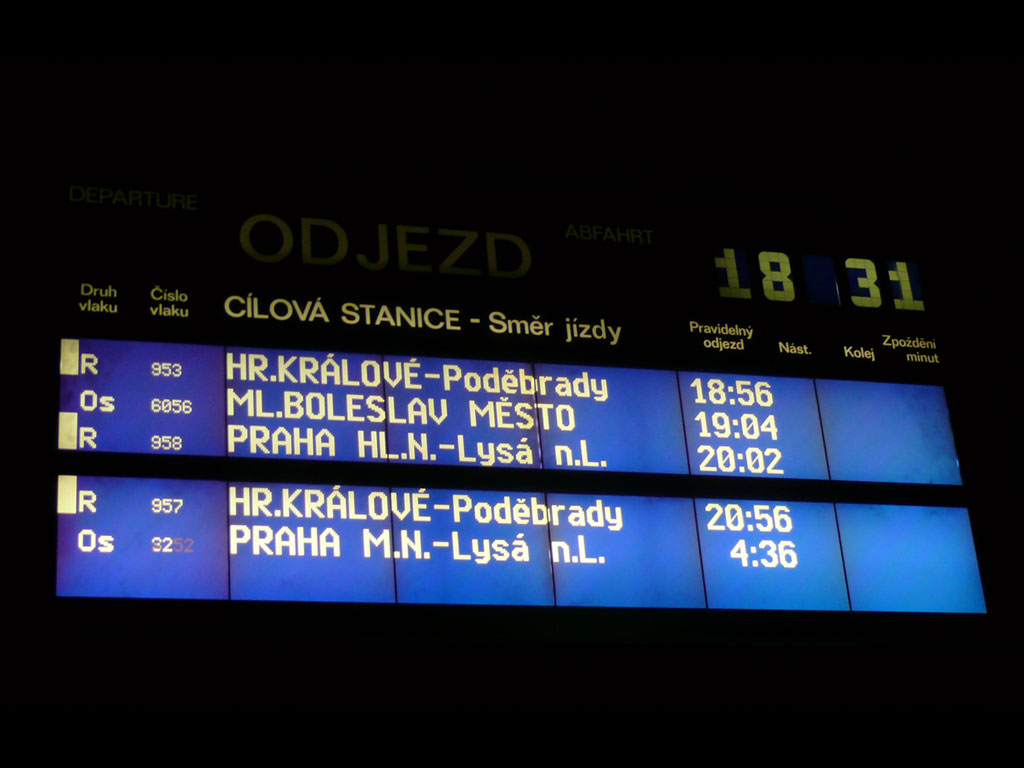 DEPARTURE ODJEZD ABFAHRT 18 31
Druh vlaku Číslo vlaku CÍLOVÁ STANICE - Směr jízdy Pravidelný odjezd Nást. Kolej Zpoždění minut
R 953 HR.KRÁLOVÉ-Poděbrady 18:56
Os 6056 ML.BOLESLAV MĚSTO 19:04
R 958 PRAHA HL.N.-Lysá n.L. 20:02
R 957 HR.KRÁLOVÉ-Poděbrady 20:56
Os PRAHA M.N.-Lysá n.L. 4:36